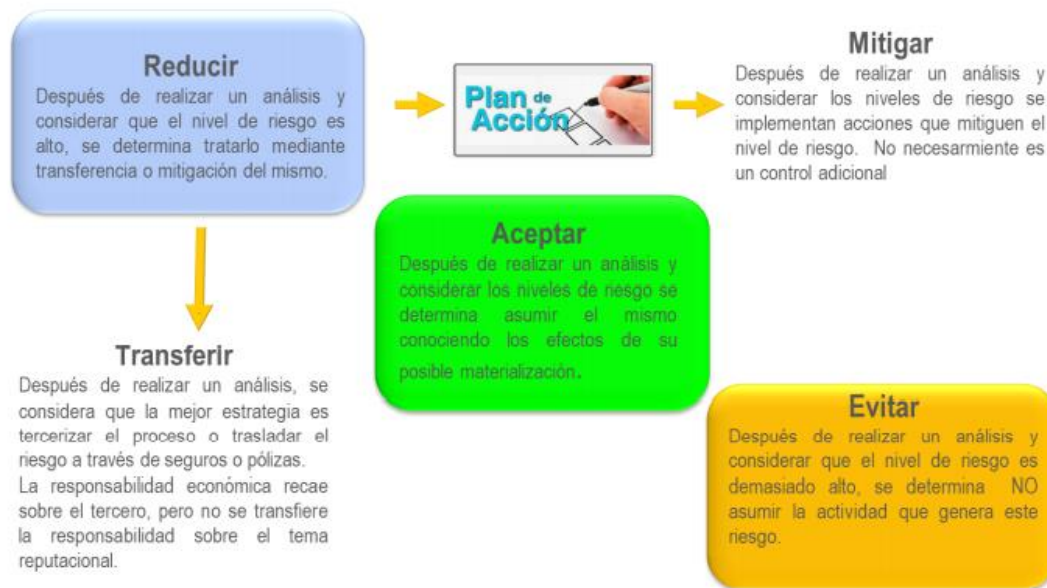 Reducir
Después de realizar un análisis y
considerar que el nivel de riesgo es
alto, se determina tratarlo mediante
transferencia o mitigación del mismo.
Plan de
Acción
Mitigar
Después de realizar un análisis y
considerar los niveles de riesgo se
implementan acciones que mitiguen el
nivel de riesgo. No necesarmiente es
un control adicional
Aceptar
Después de realizar un análisis y
considerar los niveles de riesgo se
determina asumir el mismo
conociendo los efectos de su
posible materialización.
Transferir
Después de realizar un análisis, se
considera que la mejor estrategia es
tercerizar el proceso o trasladar el
riesgo a través de seguros o pólizas.
La responsabilidad económica recae
sobre el tercero, pero no se transfiere
la responsabilidad sobre el tema
reputacional.
Evitar
Después de realizar un análisis y
considerar que el nivel de riesgo es
demasiado alto, se determina NO
asumir la actividad que genera este
riesgo.